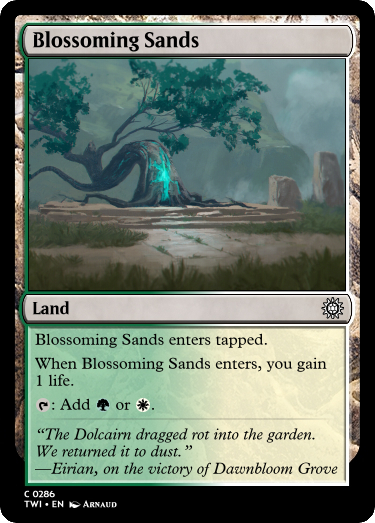 Blossoming Sands
Land
Blossoming Sands enters tapped.
When Blossoming Sands enters, you gain
1 life.
: Add or .
“The Dolcairn dragged rot into the garden.
We returned it to dust.”
—Eirian, on the victory of Dawnbloom Grove
C 0286
TWI • EN Arnaud